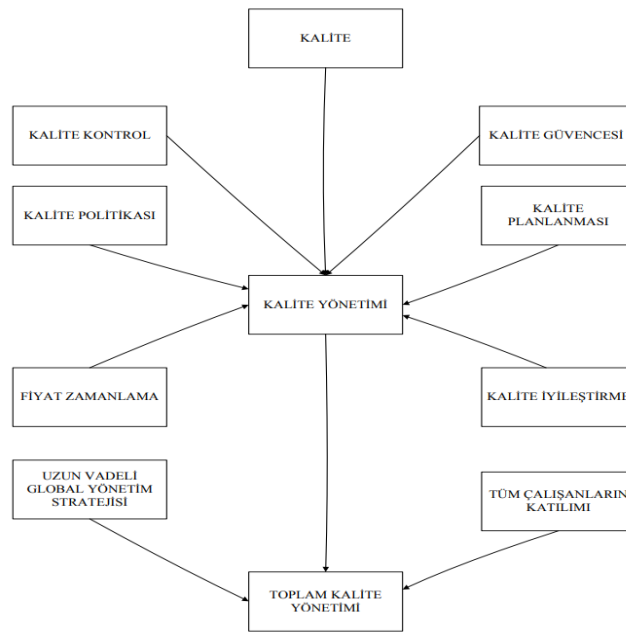 KALİTE
KALİTE KONTROL
KALİTE GÜVENCESİ
KALİTE POLİTİKASI
KALİTE
PLANLANMASI
KALİTE YÖNETİMİ
FİYAT ZAMANLAMA
KALİTE İYİLEŞTİRME
UZUN VADELİ
GLOBAL YÖNETİM
STRATEJİSİ
TÜM ÇALIŞANLARIN
KATILIMI
TOPLAM KALİTE
YÖNETİMİ